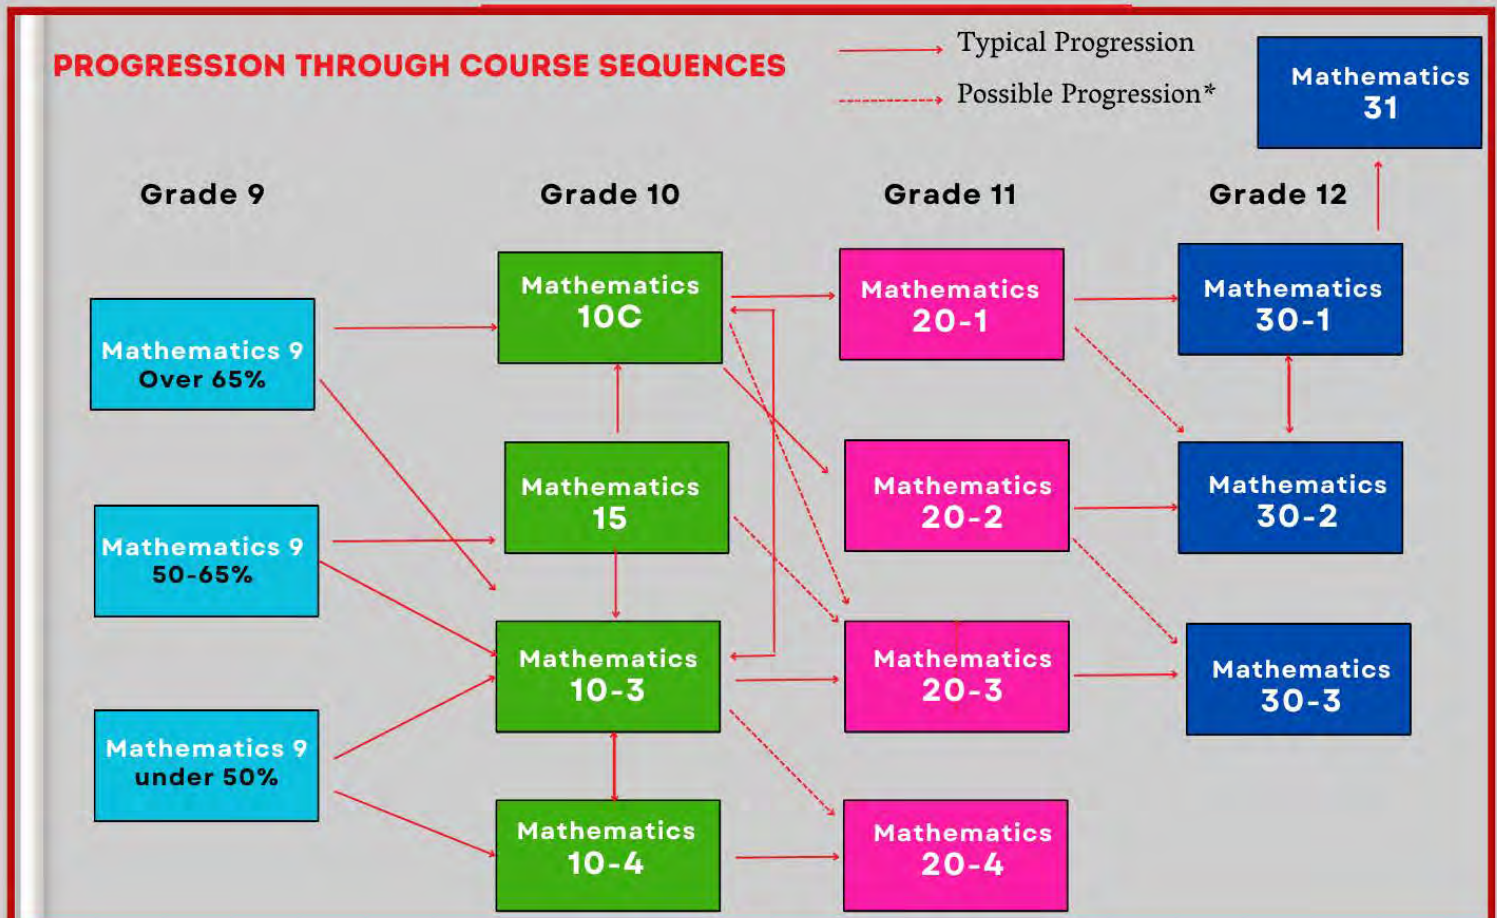 PROGRESSION THROUGH COURSE SEQUENCES
Typical Progression
Possible Progression*
Mathematics
31
Grade 9
Grade 10
Grade 11
Grade 12
Mathematics 9
Over 65%
Mathematics 9
50-65%
Mathematics 9
under 50%
Mathematics
10C
Mathematics
15
Mathematics
10-3
Mathematics
10-4
Mathematics
20-1
Mathematics
20-2
Mathematics
20-3
Mathematics
20-4
Mathematics
30-1
Mathematics
30-2
Mathematics
30-3